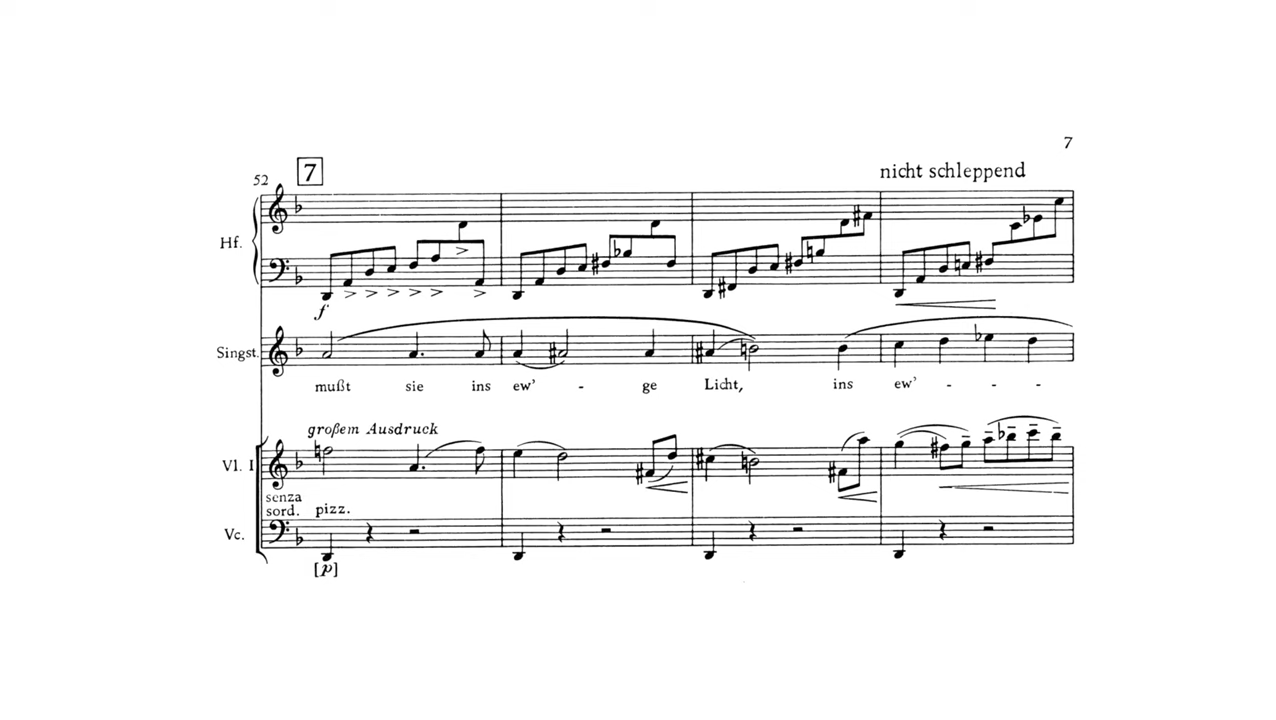 7
nicht schleppend
52 7
Hf.
f
Singst.
mußt sie ins ew' - ge Licht, ins ew' - - -
großem Ausdruck
Vl. I
senza
sord. pizz.
Vc.
[p]